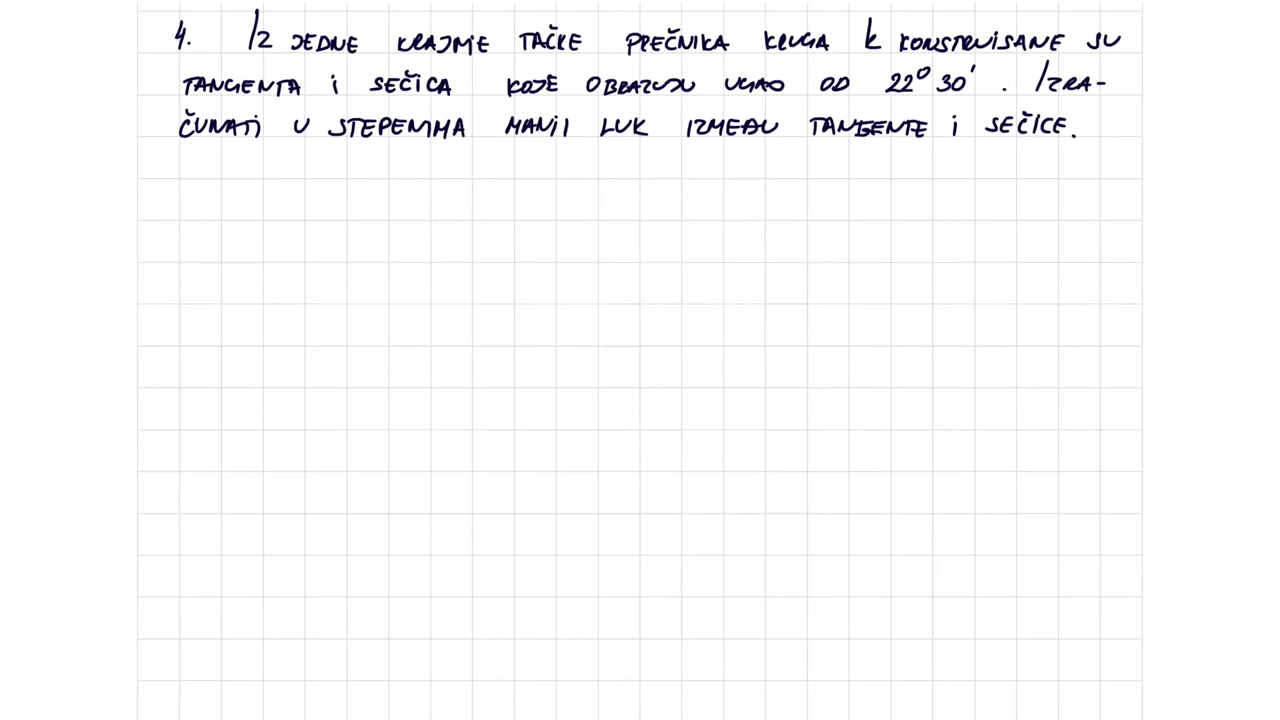 4. IZ JEDNE KRAJNJE TAČKE PREČNIKA KRUGA k KONSTRUISANE SU
TANGENTA I SEČICA KOJE OBRAZUJU UGAO OD 22° 30'. IZRA-
ČUNATI U STEPENIMA MANJI LUK IZMEĐU TANGENTE I SEČICE.